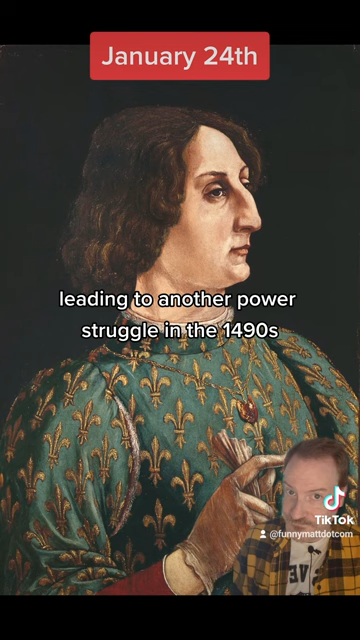 January 24th
leading to another power
struggle in the 1490s
TikTok
@funnymattdotcom